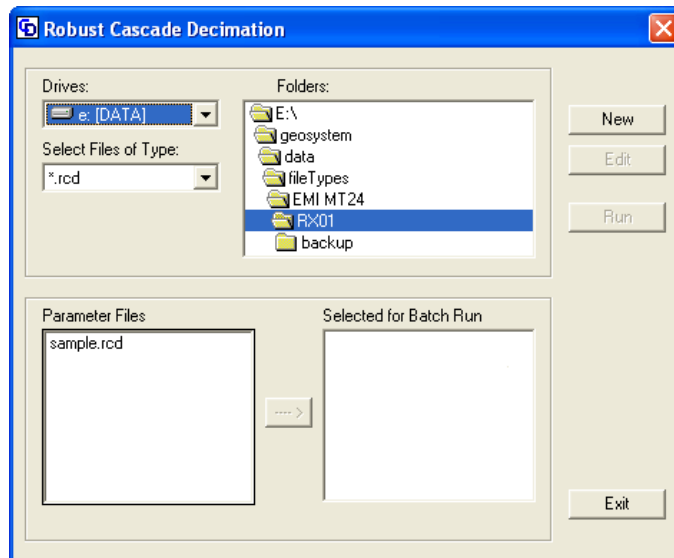 CD Robust Cascade Decimation
Drives:
e: [DATA]
Select Files of Type:
*.rcd
Folders:
E:\
geosystem
data
fileTypes
EMI MT24
RX01
backup
New
Edit
Run
Parameter Files
sample.rcd
---->
Selected for Batch Run
Exit